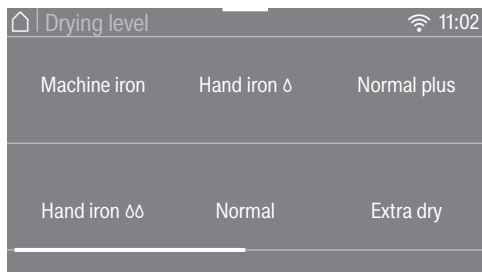 Drying level 11:02
Machine iron Hand iron 💧 Normal plus
Hand iron 💧💧 Normal Extra dry